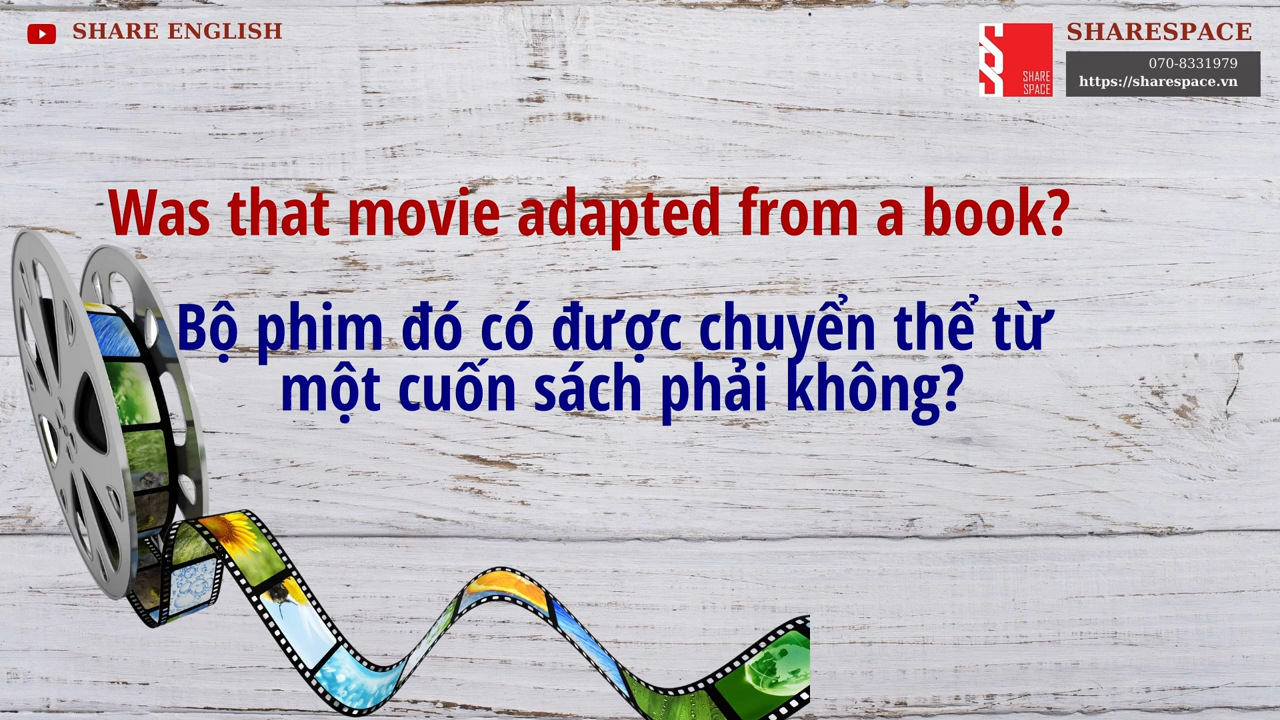 SHARE ENGLISH
SHARESPACE
070-8331979
https://sharespace.vn
SHARE
SPACE
Was that movie adapted from a book?
Bộ phim đó có được chuyển thể từ
một cuốn sách phải không?